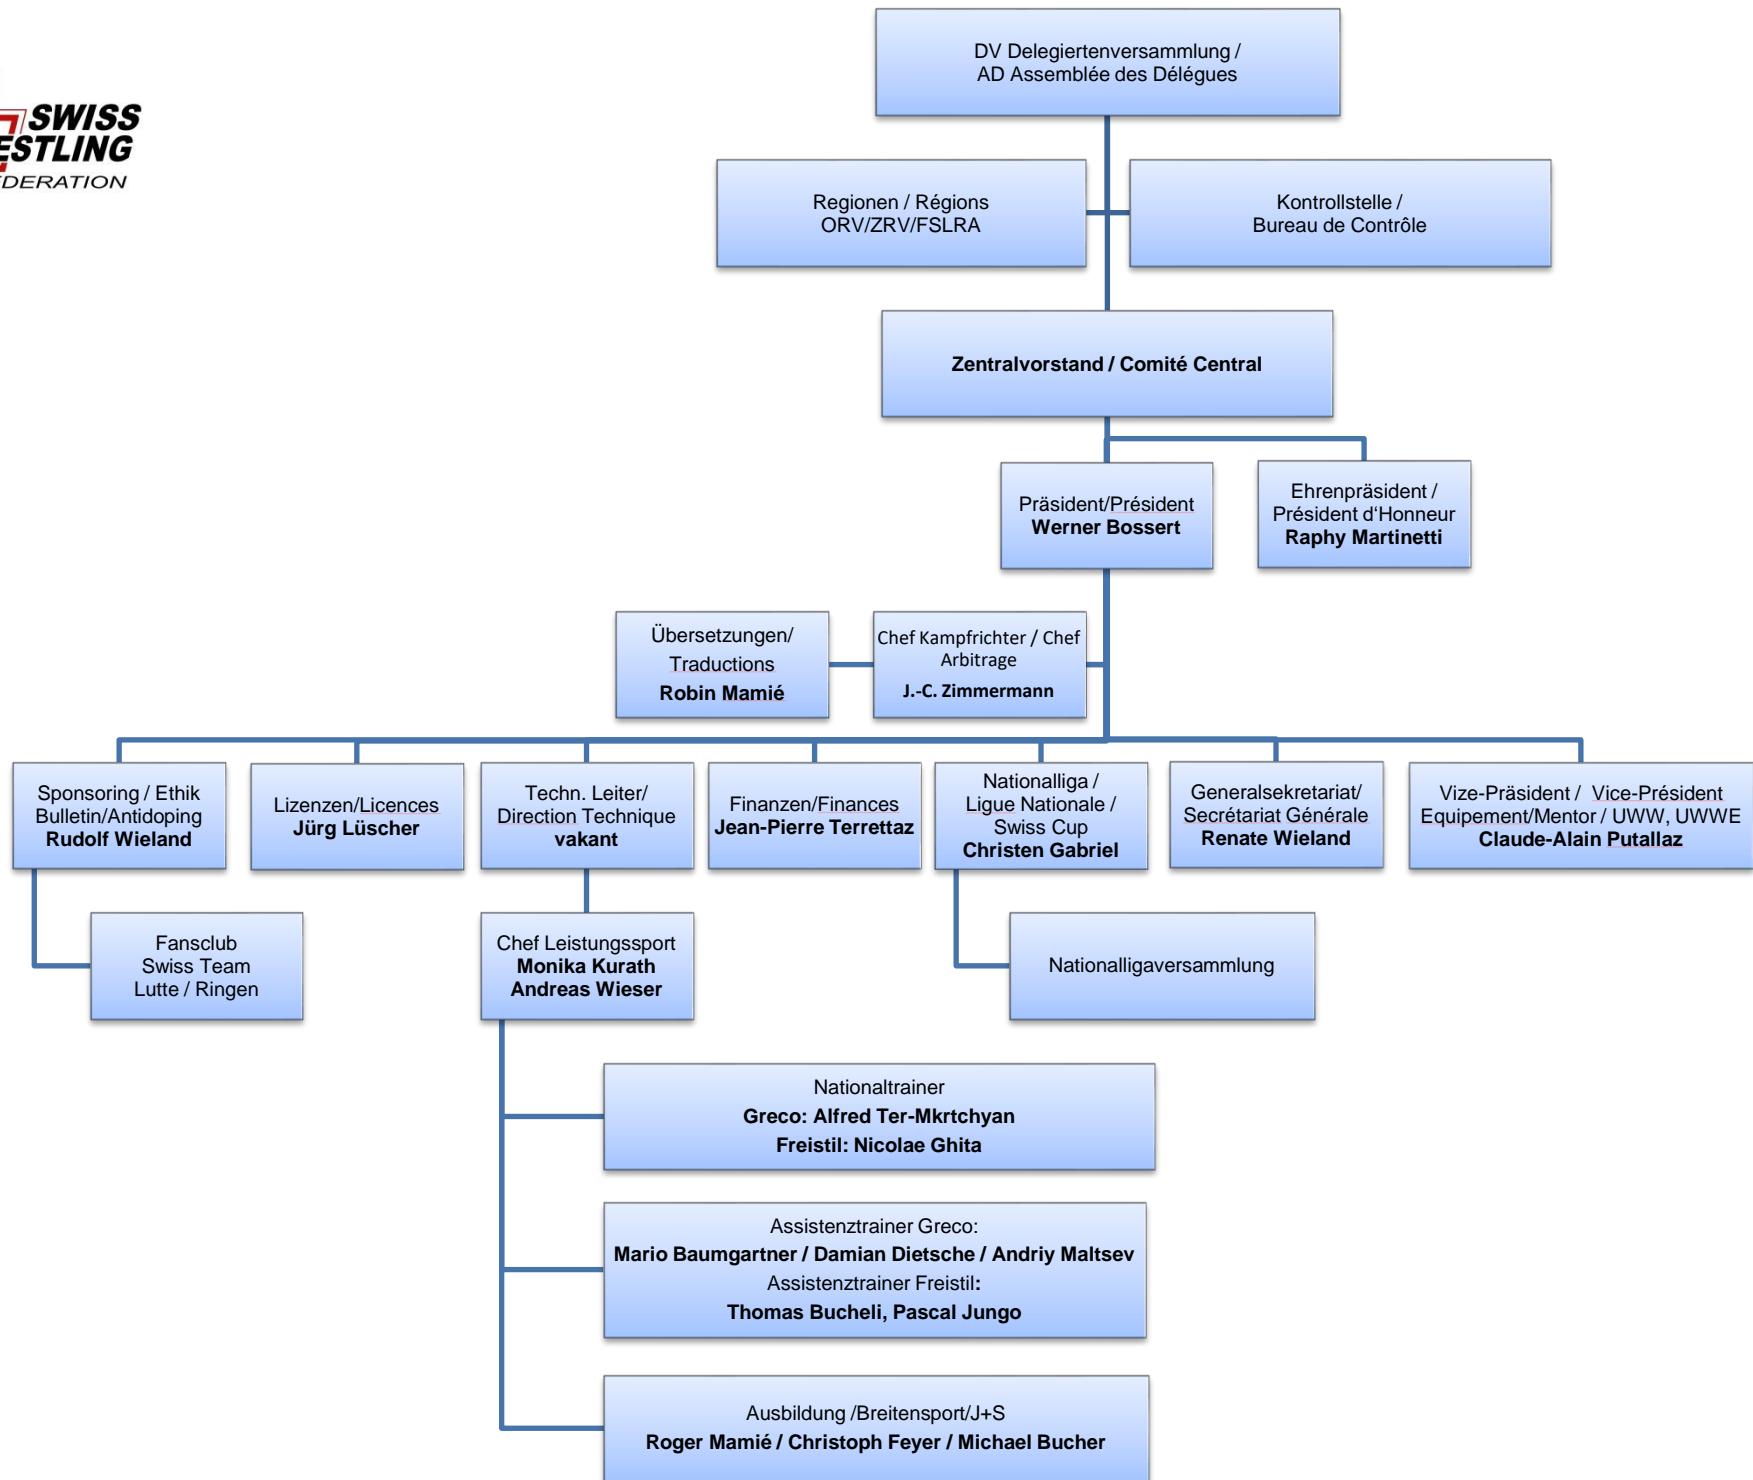 DV Delegiertenversammlung /
AD Assemblée des Délégues
SWISS
ESTLING
DERATION
Regionen / Régions
ORV/ZRV/FSLRA
Kontrollstelle /
Bureau de Contrôle
Zentralvorstand / Comité Central
Präsident/Président
Werner Bossert
Ehrenpräsident /
Président d‘Honneur
Raphy Martinetti
Übersetzungen/
Traductions
Robin Mamié
Chef Kampfrichter / Chef
Arbitrage
J.-C. Zimmermann
Sponsoring / Ethik
Bulletin/Antidoping
Rudolf Wieland
Lizenzen/Licences
Jürg Lüscher
Techn. Leiter/
Direction Technique
vakant
Finanzen/Finances
Jean-Pierre Terrettaz
Nationalliga /
Ligue Nationale /
Swiss Cup
Christen Gabriel
Generalsekretariat/
Secrétariat Générale
Renate Wieland
Vize-Präsident / Vice-Président
Equipement/Mentor / UWW, UWWE
Claude-Alain Putallaz
Fansclub
Swiss Team
Lutte / Ringen
Chef Leistungssport
Monika Kurath
Andreas Wieser
Nationalligaversammlung
Nationaltrainer
Greco: Alfred Ter-Mkrtchyan
Freistil: Nicolae Ghita
Assistenztrainer Greco:
Mario Baumgartner / Damian Dietsche / Andriy Maltsev
Assistenztrainer Freistil:
Thomas Bucheli, Pascal Jungo
Ausbildung /Breitensport/J+S
Roger Mamié / Christoph Feyer / Michael Bucher